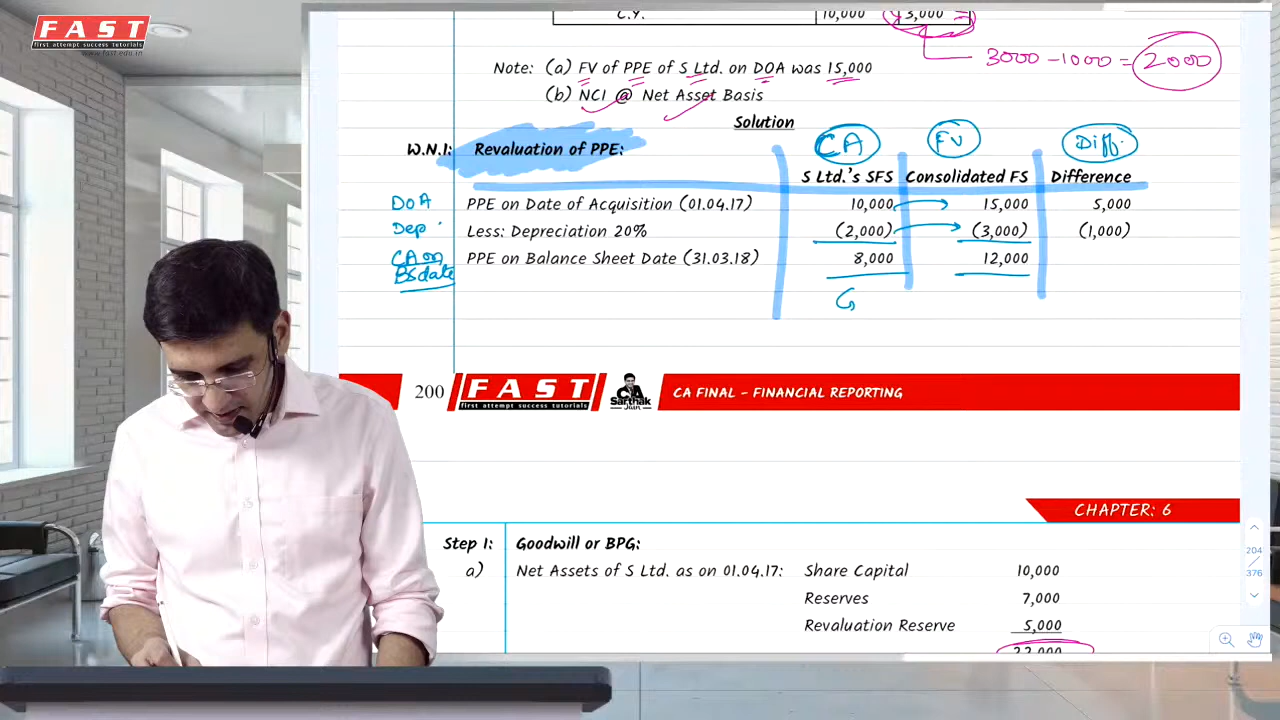 FAST
first attempt success tutorials
www.fast.edu.in
C.Y. 10,000 3,000
3000 - 1000 = 2000
Note: (a) FV of PPE of S Ltd. on DOA was 15,000
(b) NCI @ Net Asset Basis
Solution
CA FV Diff.
W.N.1: Revaluation of PPE:
S Ltd.'s SFS Consolidated FS Difference
DOA PPE on Date of Acquisition (01.04.17) 10,000 15,000 5,000
Dep Less: Depreciation 20% (2,000) (3,000) (1,000)
CA on PPE on Balance Sheet Date (31.03.18) 8,000 12,000
BS date
200 FAST CA Sarthak Jain CA FINAL - FINANCIAL REPORTING
first attempt success tutorials
CHAPTER: 6
Step 1: Goodwill or BPG:
a) Net Assets of S Ltd. as on 01.04.17: Share Capital 10,000
Reserves 7,000
Revaluation Reserve 5,000
22,000
204
376